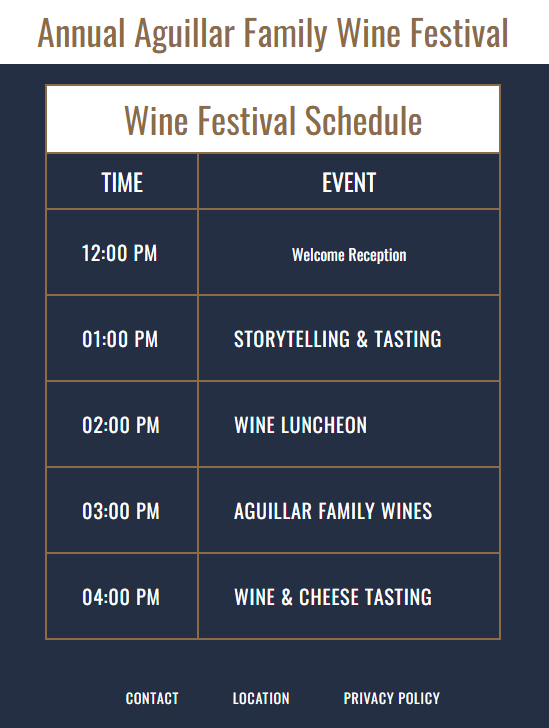 Annual Aguillar Family Wine Festival
Wine Festival Schedule
TIME EVENT
12:00 PM Welcome Reception
01:00 PM STORYTELLING & TASTING
02:00 PM WINE LUNCHEON
03:00 PM AGUILLAR FAMILY WINES
04:00 PM WINE & CHEESE TASTING
CONTACT LOCATION PRIVACY POLICY